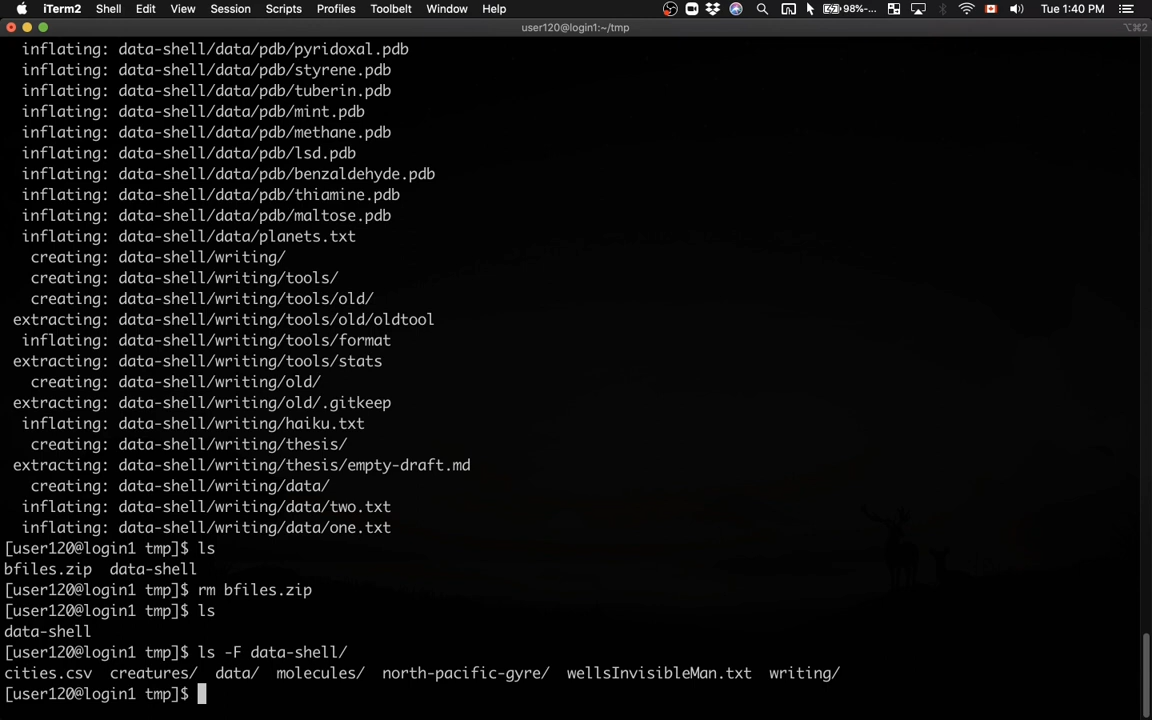 iTerm2 Shell Edit View Session Scripts Profiles Toolbelt Window Help 98%-... Tue 1:40 PM
user120@login1:~/tmp ⌥⌘2
inflating: data-shell/data/pdb/pyridoxal.pdb
inflating: data-shell/data/pdb/styrene.pdb
inflating: data-shell/data/pdb/tuberin.pdb
inflating: data-shell/data/pdb/mint.pdb
inflating: data-shell/data/pdb/methane.pdb
inflating: data-shell/data/pdb/lsd.pdb
inflating: data-shell/data/pdb/benzaldehyde.pdb
inflating: data-shell/data/pdb/thiamine.pdb
inflating: data-shell/data/pdb/maltose.pdb
inflating: data-shell/data/planets.txt
creating: data-shell/writing/
creating: data-shell/writing/tools/
creating: data-shell/writing/tools/old/
extracting: data-shell/writing/tools/old/oldtool
inflating: data-shell/writing/tools/format
extracting: data-shell/writing/tools/stats
creating: data-shell/writing/old/
extracting: data-shell/writing/old/.gitkeep
inflating: data-shell/writing/haiku.txt
creating: data-shell/writing/thesis/
extracting: data-shell/writing/thesis/empty-draft.md
creating: data-shell/writing/data/
inflating: data-shell/writing/data/two.txt
inflating: data-shell/writing/data/one.txt
[user120@login1 tmp]$ ls
bfiles.zip data-shell
[user120@login1 tmp]$ rm bfiles.zip
[user120@login1 tmp]$ ls
data-shell
[user120@login1 tmp]$ ls -F data-shell/
cities.csv creatures/ data/ molecules/ north-pacific-gyre/ wellsInvisibleMan.txt writing/
[user120@login1 tmp]$